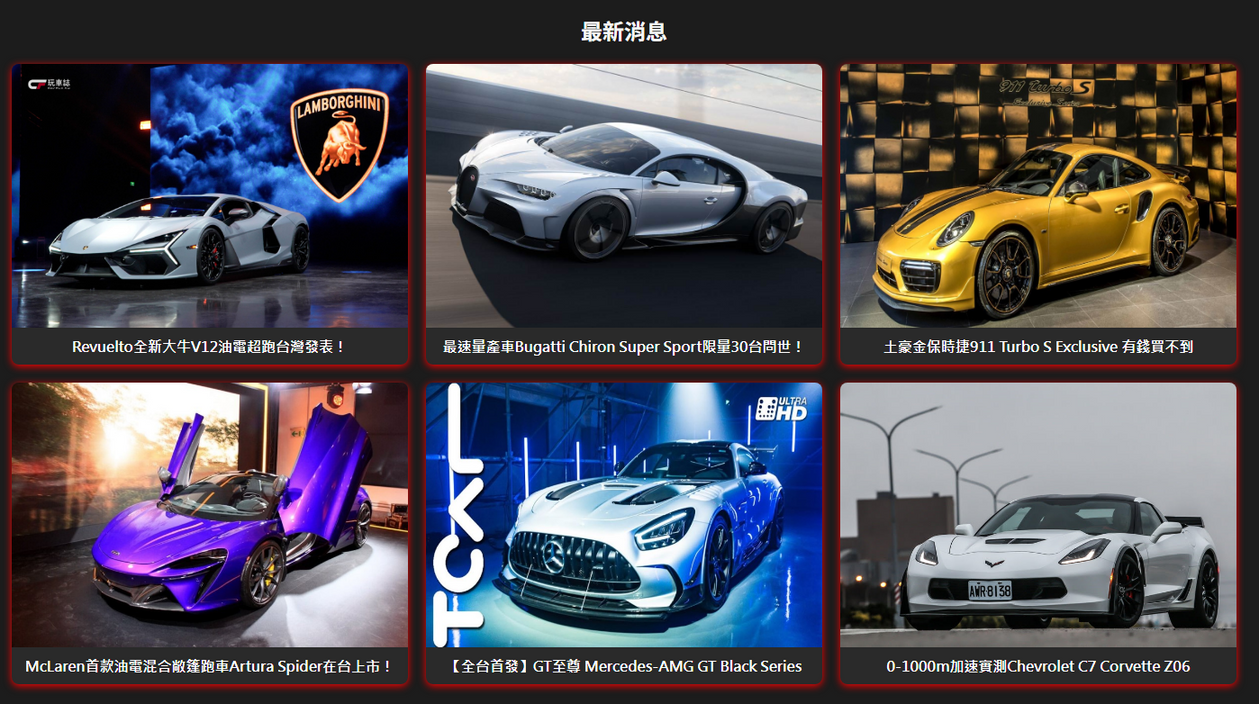 最新消息
玩車誌
LAMBORGHINI
911 Turbo S
Revuelto全新大牛V12油電超跑台灣發表！
最速量產車Bugatti Chiron Super Sport限量30台問世！
土豪金保時捷911 Turbo S Exclusive 有錢買不到
TCAR
ULTRA
HD
AWR·8138
McLaren首款油電混合敞篷跑車Artura Spider在台上市！
【全台首發】GT至尊 Mercedes-AMG GT Black Series
0-1000m加速實測Chevrolet C7 Corvette Z06